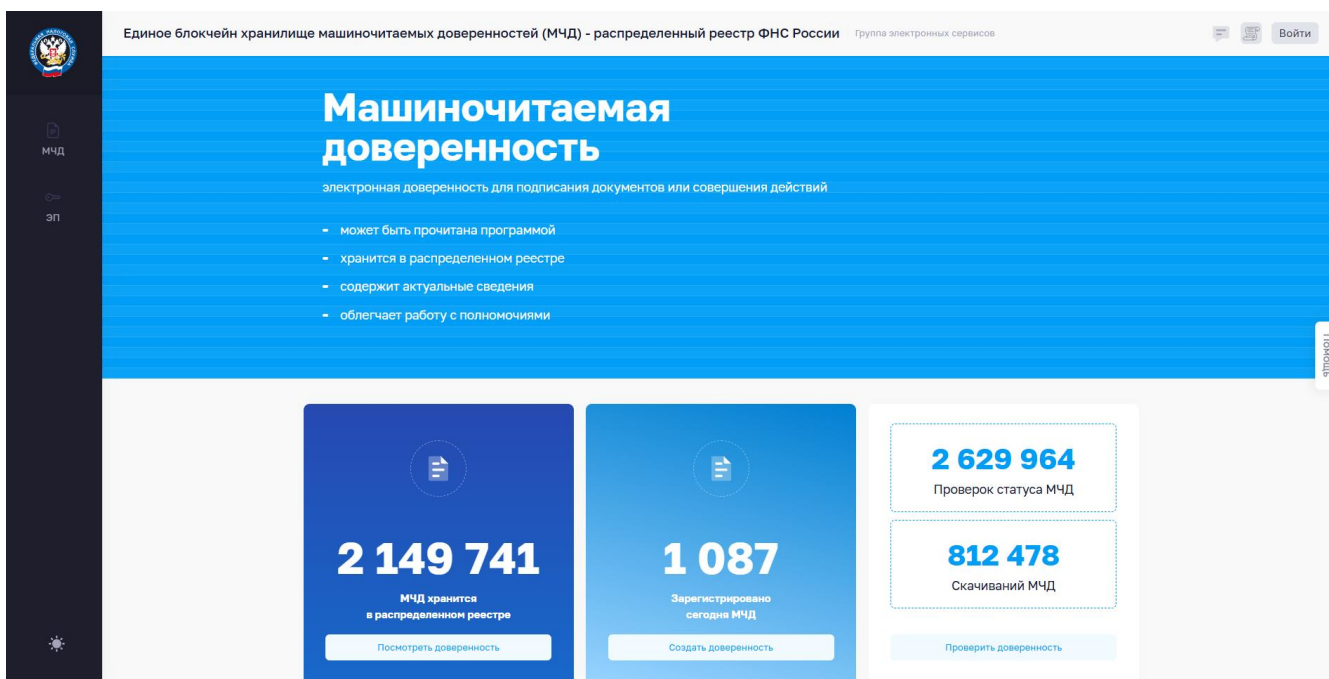 Единое блокчейн хранилище машиночитаемых доверенностей (МЧД) - распределенный реестр ФНС России
Группа электронных сервисов
Войти
МЧД
ЭП
Машиночитаемая
доверенность
электронная доверенность для подписания документов или совершения действий
- может быть прочитана программой
- хранится в распределенном реестре
- содержит актуальные сведения
- облегчает работу с полномочиями
Помощь
2 149 741
МЧД хранится
в распределенном реестре
Посмотреть доверенность
1 087
Зарегистрировано
сегодня МЧД
Создать доверенность
2 629 964
Проверок статуса МЧД
812 478
Скачиваний МЧД
Проверить доверенность